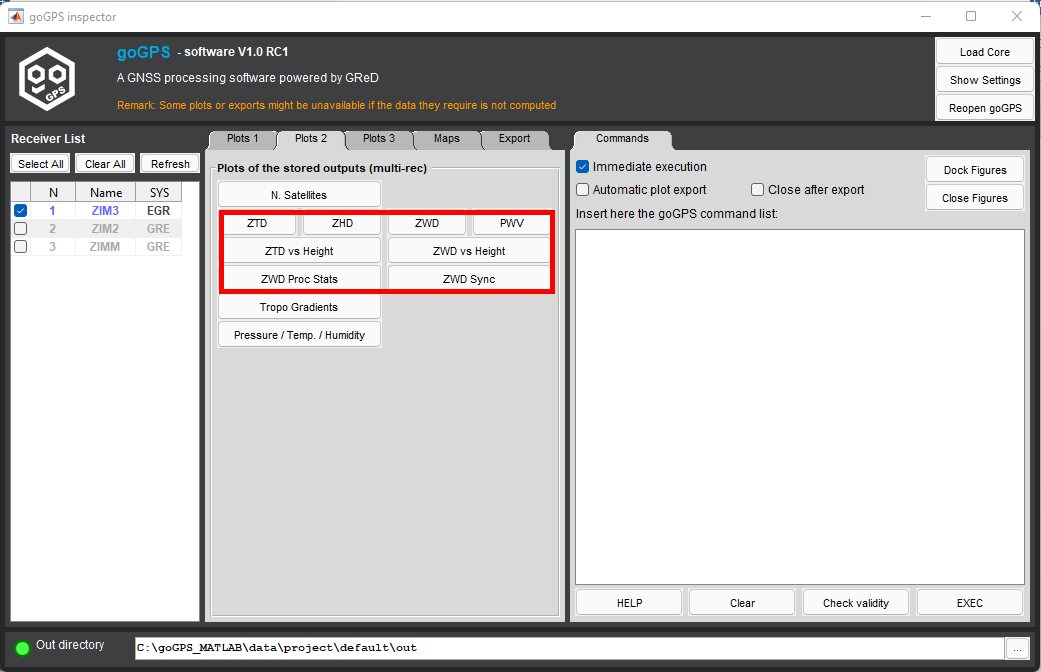 goGPS inspector
go
GPS
goGPS - software V1.0 RC1
A GNSS processing software powered by GReD
Remark: Some plots or exports might be unavailable if the data they require is not computed
Load Core
Show Settings
Reopen goGPS
Receiver List
Select All Clear All Refresh
N Name SYS
1 ZIM3 EGR
2 ZIM2 GRE
3 ZIMM GRE
Plots 1 Plots 2 Plots 3 Maps Export
Plots of the stored outputs (multi-rec)
N. Satellites
ZTD ZHD ZWD PWV
ZTD vs Height ZWD vs Height
ZWD Proc Stats ZWD Sync
Tropo Gradients
Pressure / Temp. / Humidity
Commands
Immediate execution
Automatic plot export Close after export
Insert here the goGPS command list:
Dock Figures
Close Figures
HELP Clear Check validity EXEC
Out directory C:\goGPS_MATLAB\data\project\default\out ...